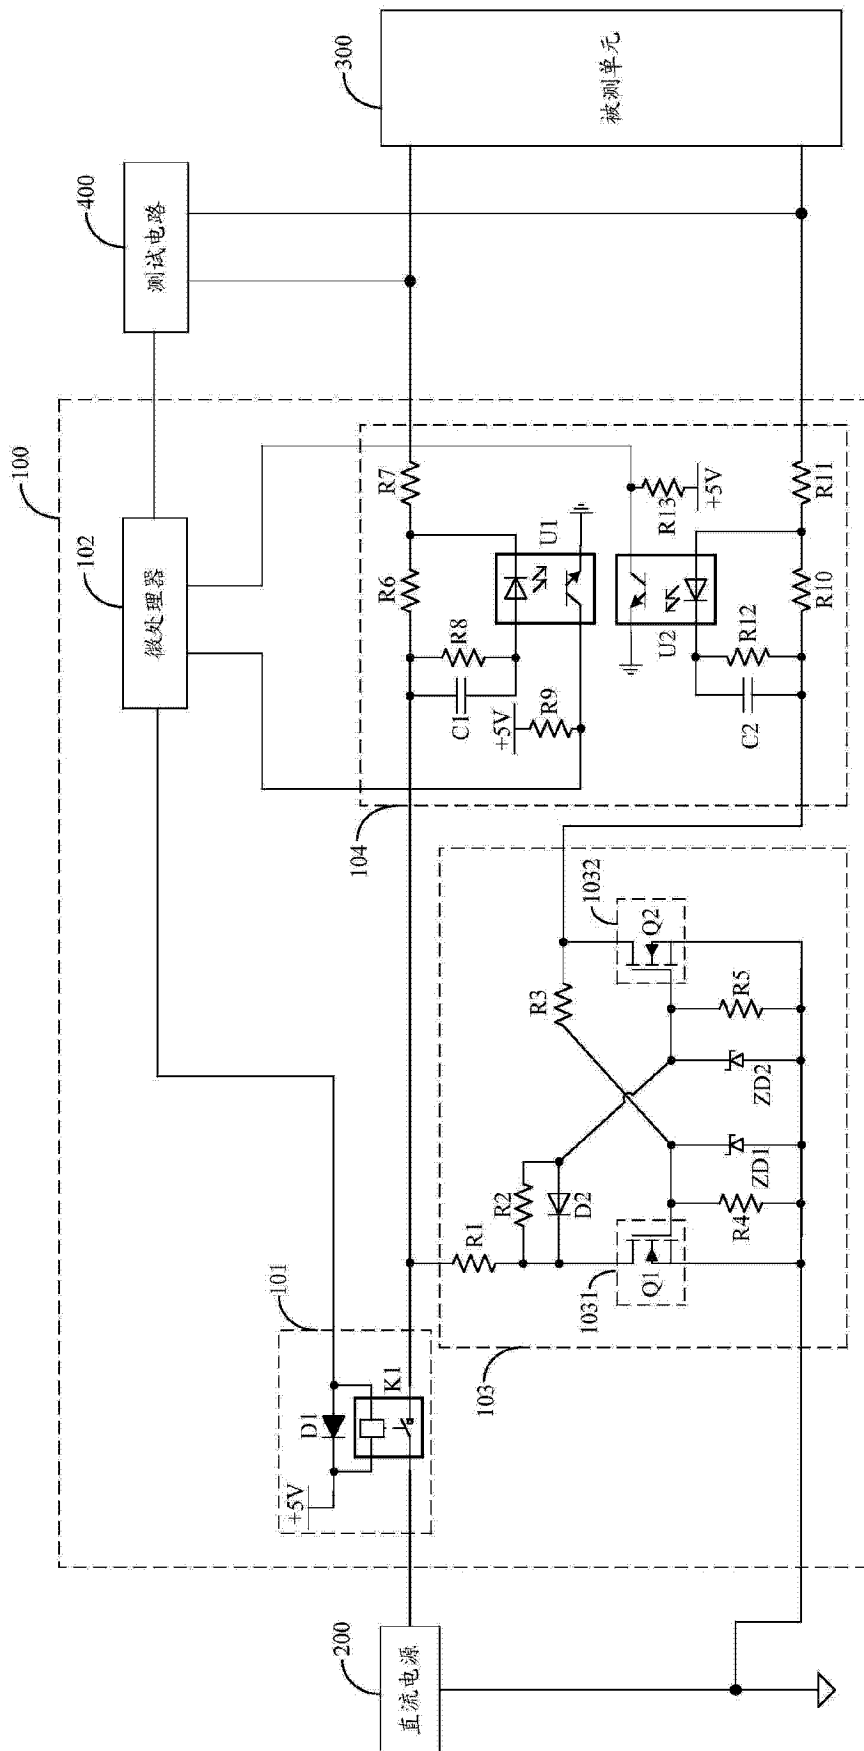 100
102
微处理器
400
测试电路
300
被测单元
101
+5V
D1
K1
200
直流电源
103
R1
R2
D2
R3
1031
Q1
1032
Q2
R4
ZD1
ZD2
R5
104
R6
R7
C1
R8
+5V
R9
U1
U2
R13
+5V
C2
R12
R10
R11